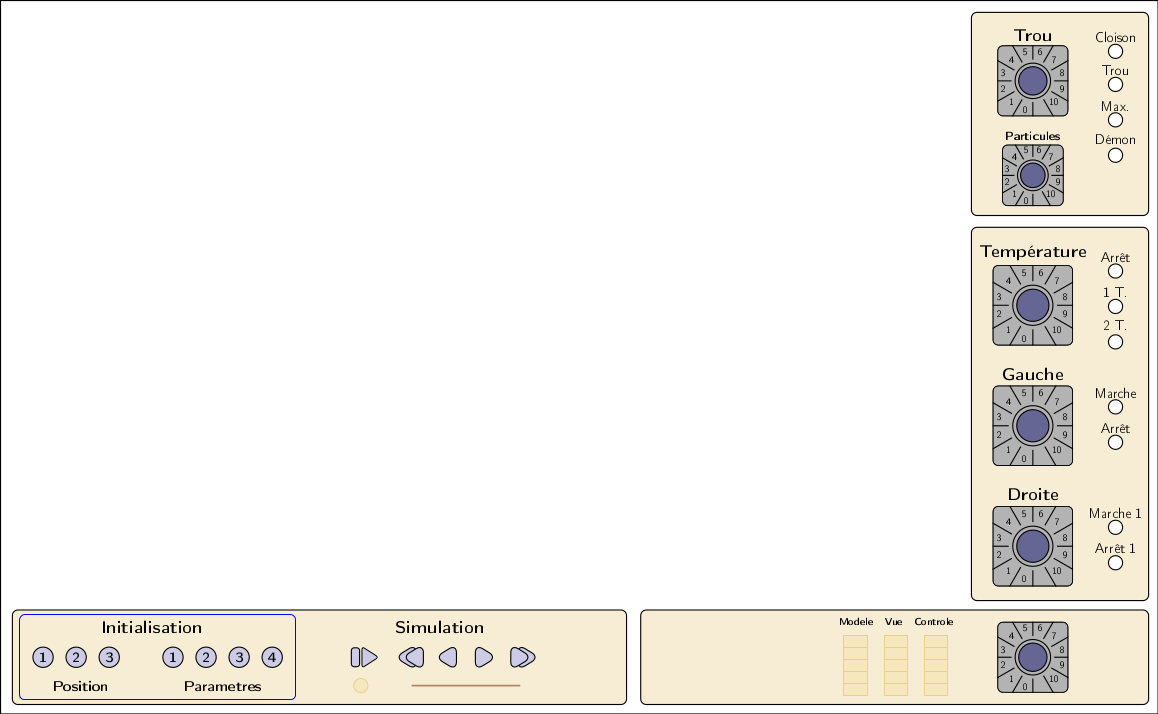 Trou
Cloison
5 6
4 7
3 8
2 9
1 10
0
Trou
Max.
Particules
Démon
5 6
4 7
3 8
2 9
1 10
0
Température
Arrêt
5 6
4 7
3 8
2 9
1 10
0
1 T.
2 T.
Gauche
Marche
5 6
4 7
3 8
2 9
1 10
0
Arrêt
Droite
Marche 1
5 6
4 7
3 8
2 9
1 10
0
Arrêt 1
Initialisation
1 2 3 1 2 3 4
Position Parametres
Simulation
Modele Vue Controle
5 6
4 7
3 8
2 9
1 10
0